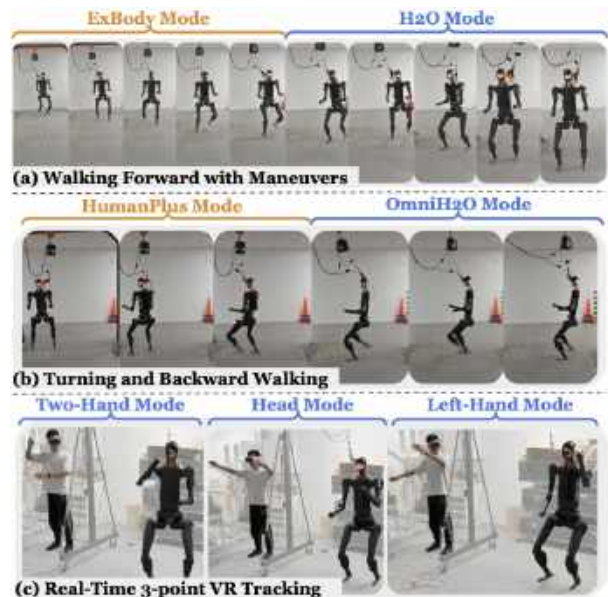 ExBody Mode H2O Mode
(a) Walking Forward with Maneuvers
HumanPlus Mode OmniH2O Mode
(b) Turning and Backward Walking
Two-Hand Mode Head Mode Left-Hand Mode
(c) Real-Time 3-point VR Tracking